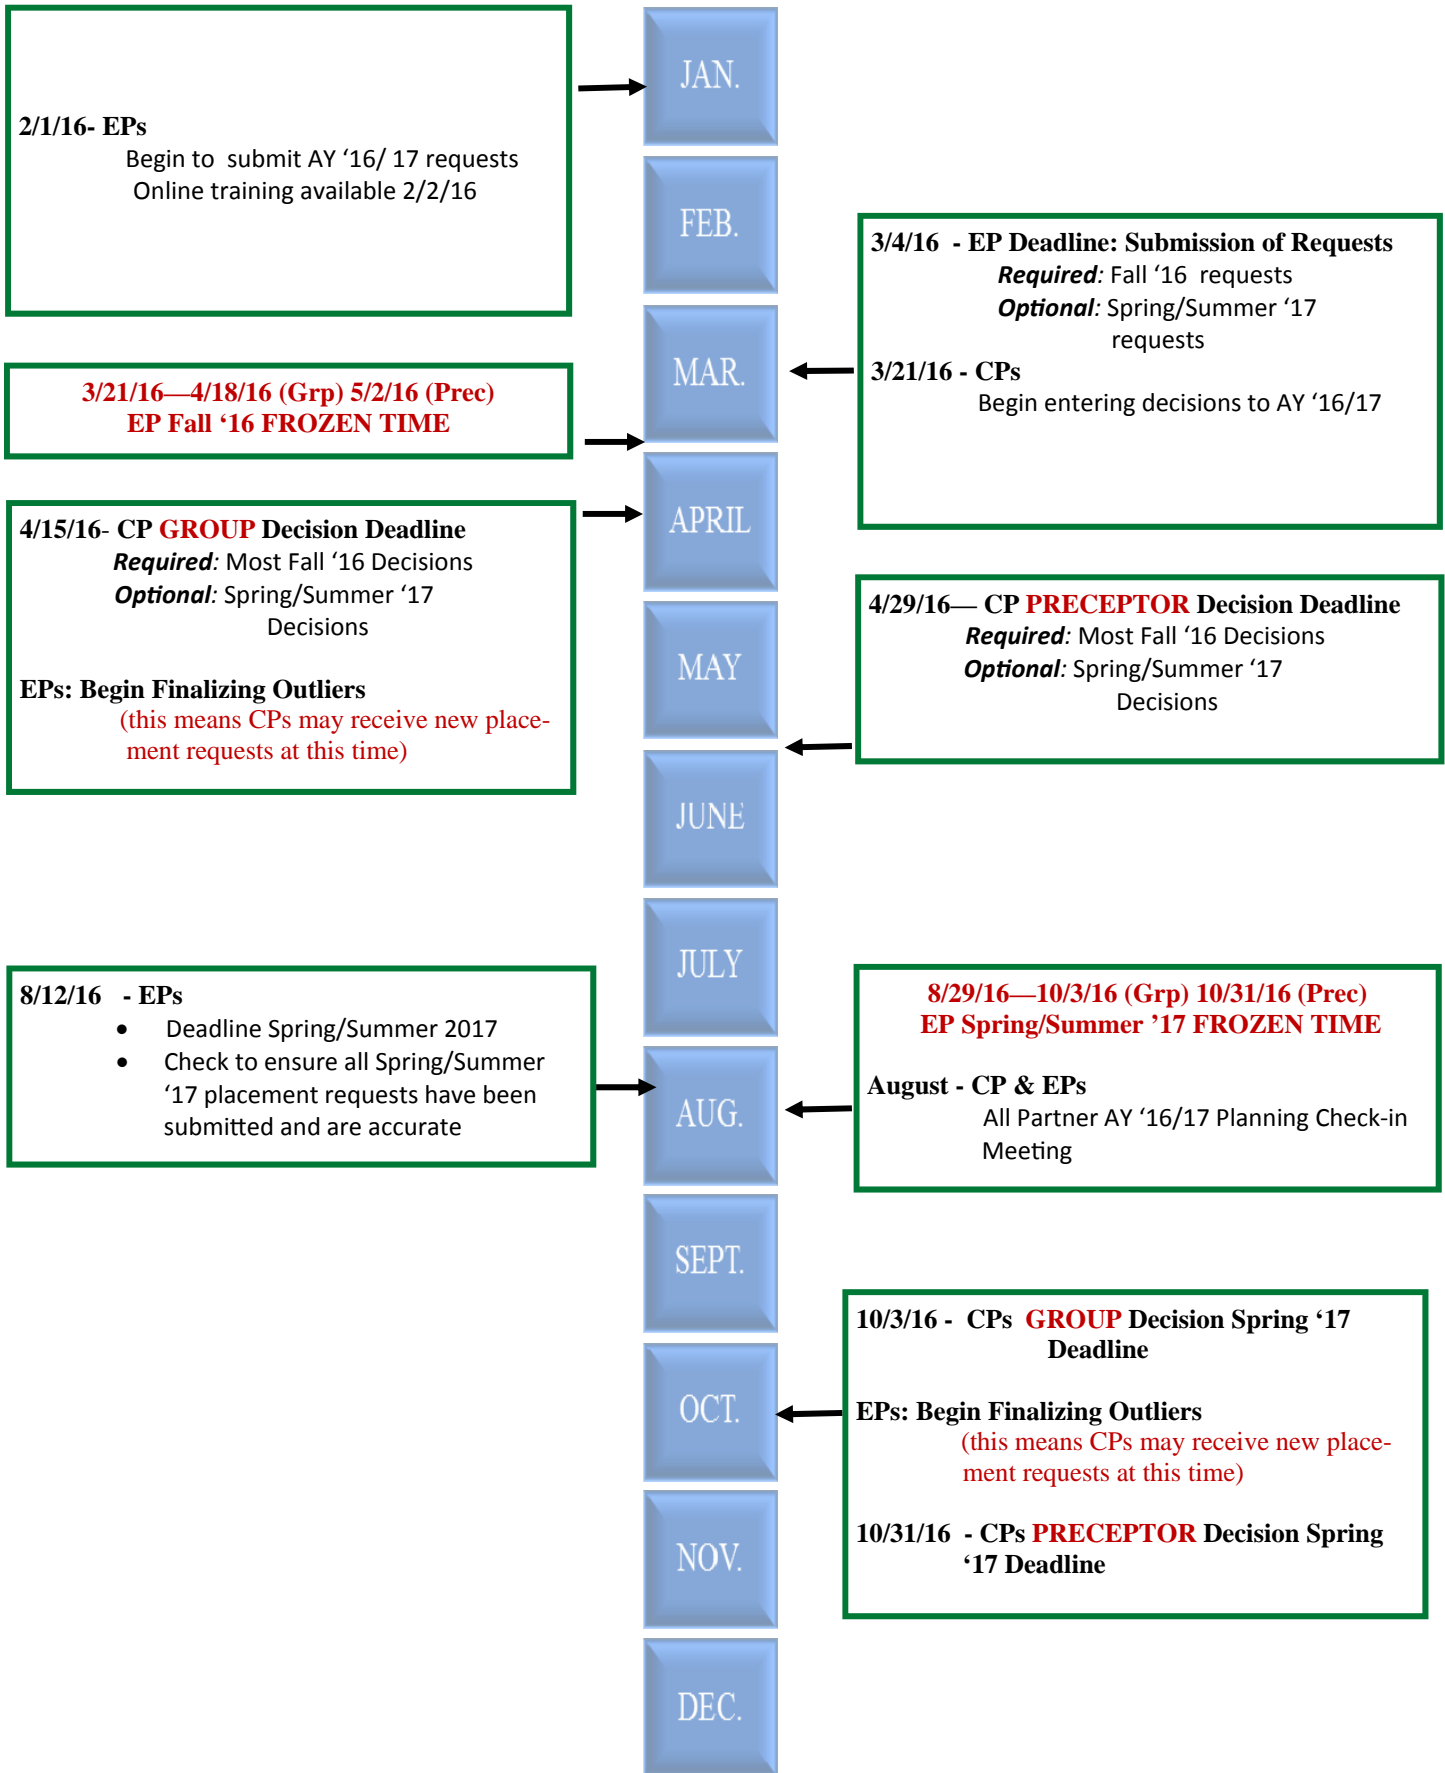 JAN.
2/1/16- EPs
Begin to submit AY ‘16/ 17 requests
Online training available 2/2/16
FEB.
3/4/16 - EP Deadline: Submission of Requests
Required: Fall ‘16 requests
Optional: Spring/Summer ‘17
requests
3/21/16 - CPs
Begin entering decisions to AY ‘16/17
MAR.
3/21/16—4/18/16 (Grp) 5/2/16 (Prec)
EP Fall ‘16 FROZEN TIME
APRIL
4/15/16- CP GROUP Decision Deadline
Required: Most Fall ‘16 Decisions
Optional: Spring/Summer ‘17
Decisions
EPs: Begin Finalizing Outliers
(this means CPs may receive new place-
ment requests at this time)
4/29/16— CP PRECEPTOR Decision Deadline
Required: Most Fall ‘16 Decisions
Optional: Spring/Summer ‘17
Decisions
MAY
JUNE
JULY
8/12/16 - EPs
• Deadline Spring/Summer 2017
• Check to ensure all Spring/Summer
‘17 placement requests have been
submitted and are accurate
8/29/16—10/3/16 (Grp) 10/31/16 (Prec)
EP Spring/Summer ’17 FROZEN TIME
August - CP & EPs
All Partner AY ‘16/17 Planning Check-in
Meeting
AUG.
SEPT.
10/3/16 - CPs GROUP Decision Spring ‘17
Deadline
EPs: Begin Finalizing Outliers
(this means CPs may receive new place-
ment requests at this time)
10/31/16 - CPs PRECEPTOR Decision Spring
‘17 Deadline
OCT.
NOV.
DEC.